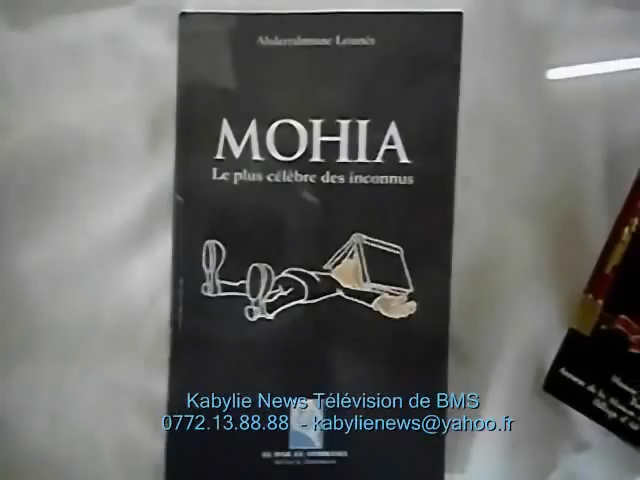 Abderrahmane Lounès
MOHIA
Le plus célèbre des inconnus
Kabylie News Télévision de BMS
0772.13.88.88 - kabylienews@yahoo.fr